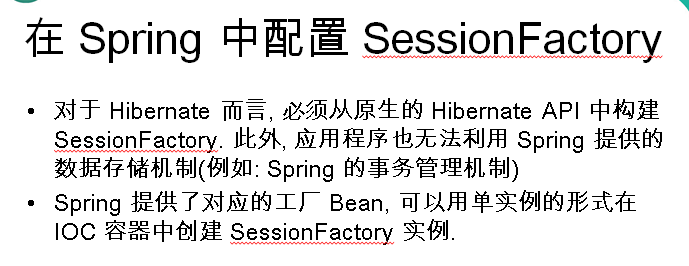 在 Spring 中配置 SessionFactory
• 对于 Hibernate 而言, 必须从原生的 Hibernate API 中构建
SessionFactory. 此外, 应用程序也无法利用 Spring 提供的
数据存储机制(例如: Spring 的事务管理机制)
• Spring 提供了对应的工厂 Bean, 可以用单实例的形式在
IOC 容器中创建 SessionFactory 实例.